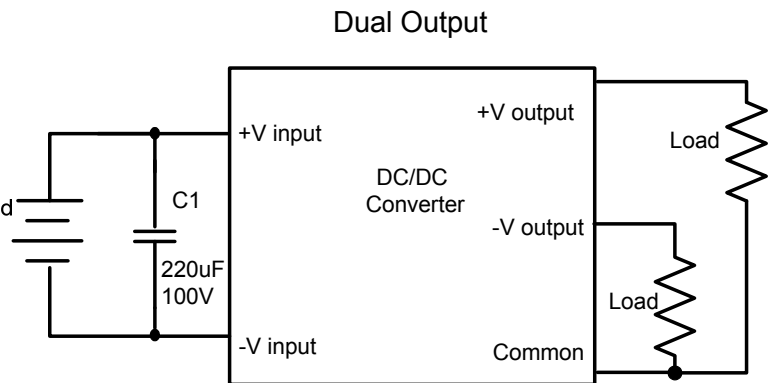 Dual Output
+V input
+V output
Load
DC/DC
Converter
d
C1
-V output
220uF
100V
Load
-V input
Common